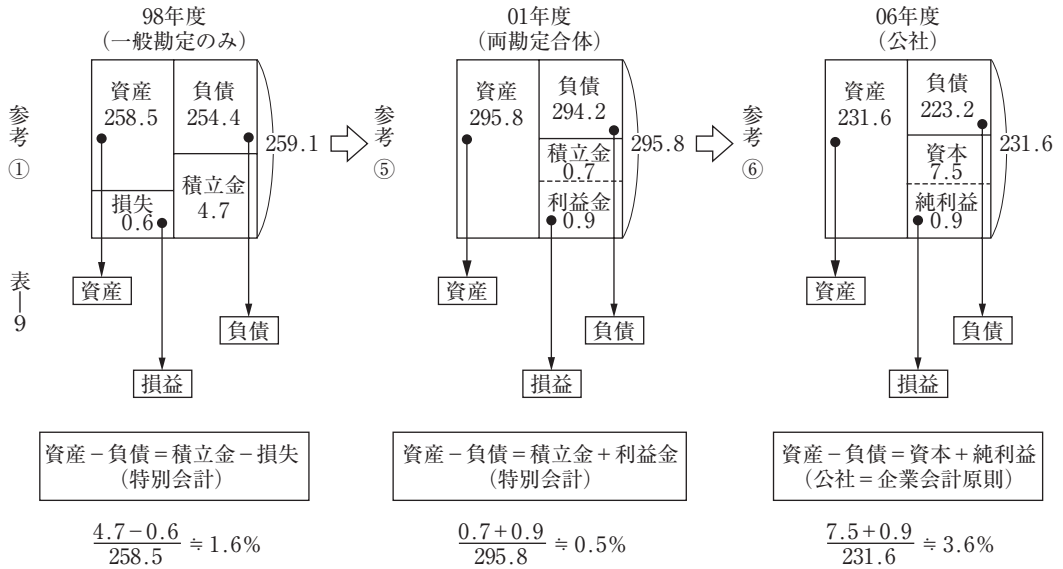 98年度
(一般勘定のみ)
01年度
(両勘定合体)
06年度
(公社)
参考①
資産
258.5
負債
254.4
259.1
損失
0.6
積立金
4.7
参考⑤
資産
295.8
負債
294.2
295.8
積立金
0.7
利益金
0.9
参考⑥
資産
231.6
負債
223.2
231.6
資本
7.5
純利益
0.9
表―9
資産
負債
損益
資産
負債
損益
資産
負債
損益
資産－負債＝積立金－損失
(特別会計)
資産－負債＝積立金＋利益金
(特別会計)
資産－負債＝資本＋純利益
(公社＝企業会計原則)
4.7－0.6
258.5
≒1.6%
0.7＋0.9
295.8
≒0.5%
7.5＋0.9
231.6
≒3.6%